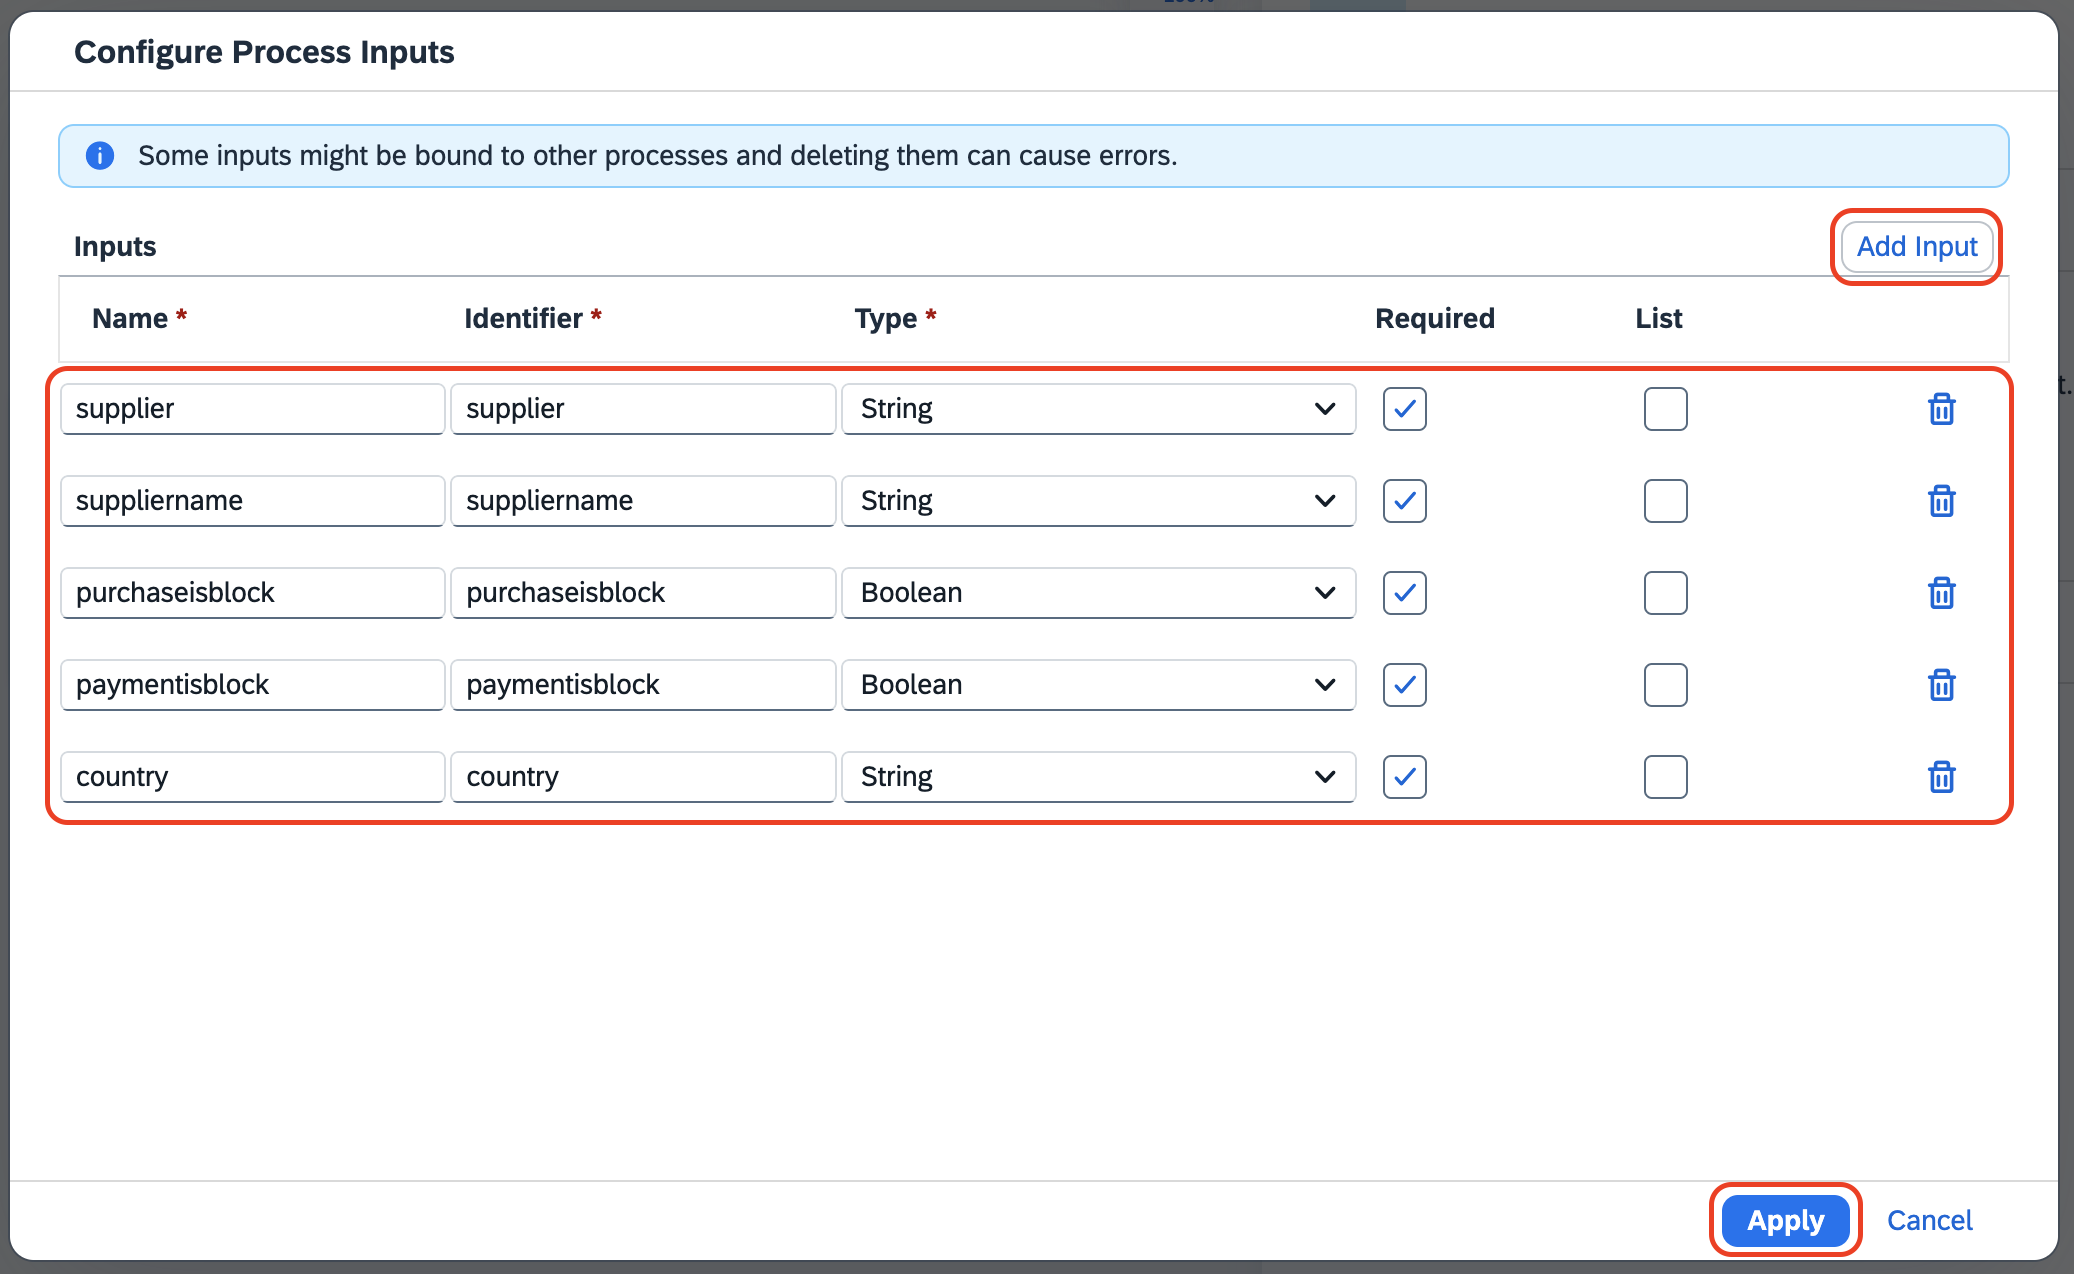 Configure Process Inputs
Some inputs might be bound to other processes and deleting them can cause errors.
Inputs
Add Input
Name * Identifier * Type * Required List
supplier supplier String
suppliername suppliername String
purchaseisblock purchaseisblock Boolean
paymentisblock paymentisblock Boolean
country country String
Apply Cancel